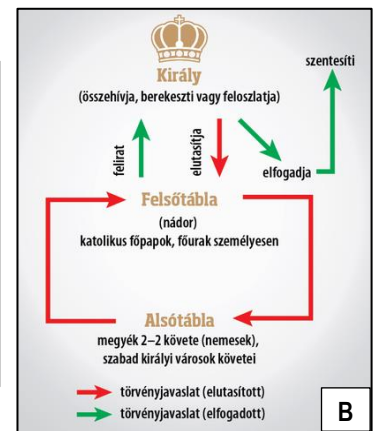 Király
(összehívja, berekeszti vagy feloszlatja)
szentesíti
felirat
elutasítja
elfogadja
Felsőtábla
(nádor)
katolikus főpapok, főurak személyesen
Alsótábla
megyék 2–2 követe (nemesek),
szabad királyi városok követei
törvényjavaslat (elutasított)
törvényjavaslat (elfogadott)
B